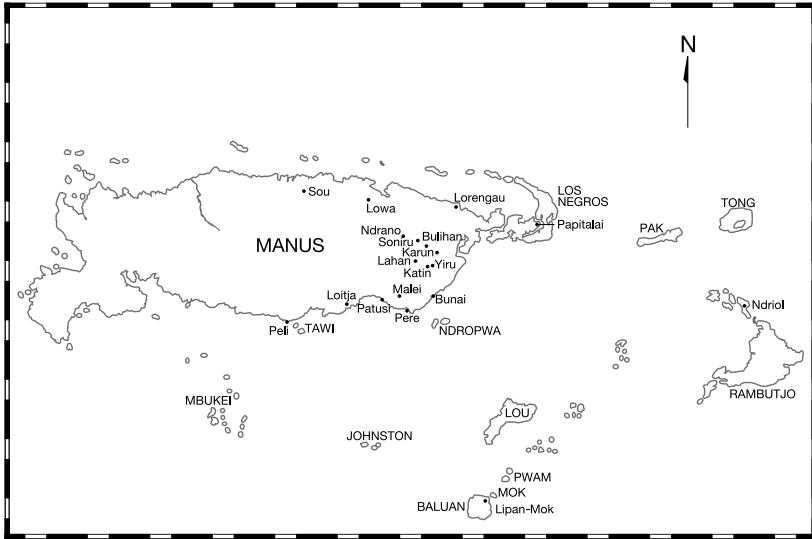 N
LOS
NEGROS
Sou
Lowa
Lorengau
TONG
Papitalai
PAK
Ndrano
Bulihan
Soniru
MANUS
Karun
Lahan
Yiru
Katin
Malei
Loitja
Bunai
Ndriol
Patusi
Pere
NDROPWA
Peli
TAWI
RAMBUTJO
MBUKEI
LOU
JOHNSTON
PWAM
MOK
BALUAN
Lipan-Mok